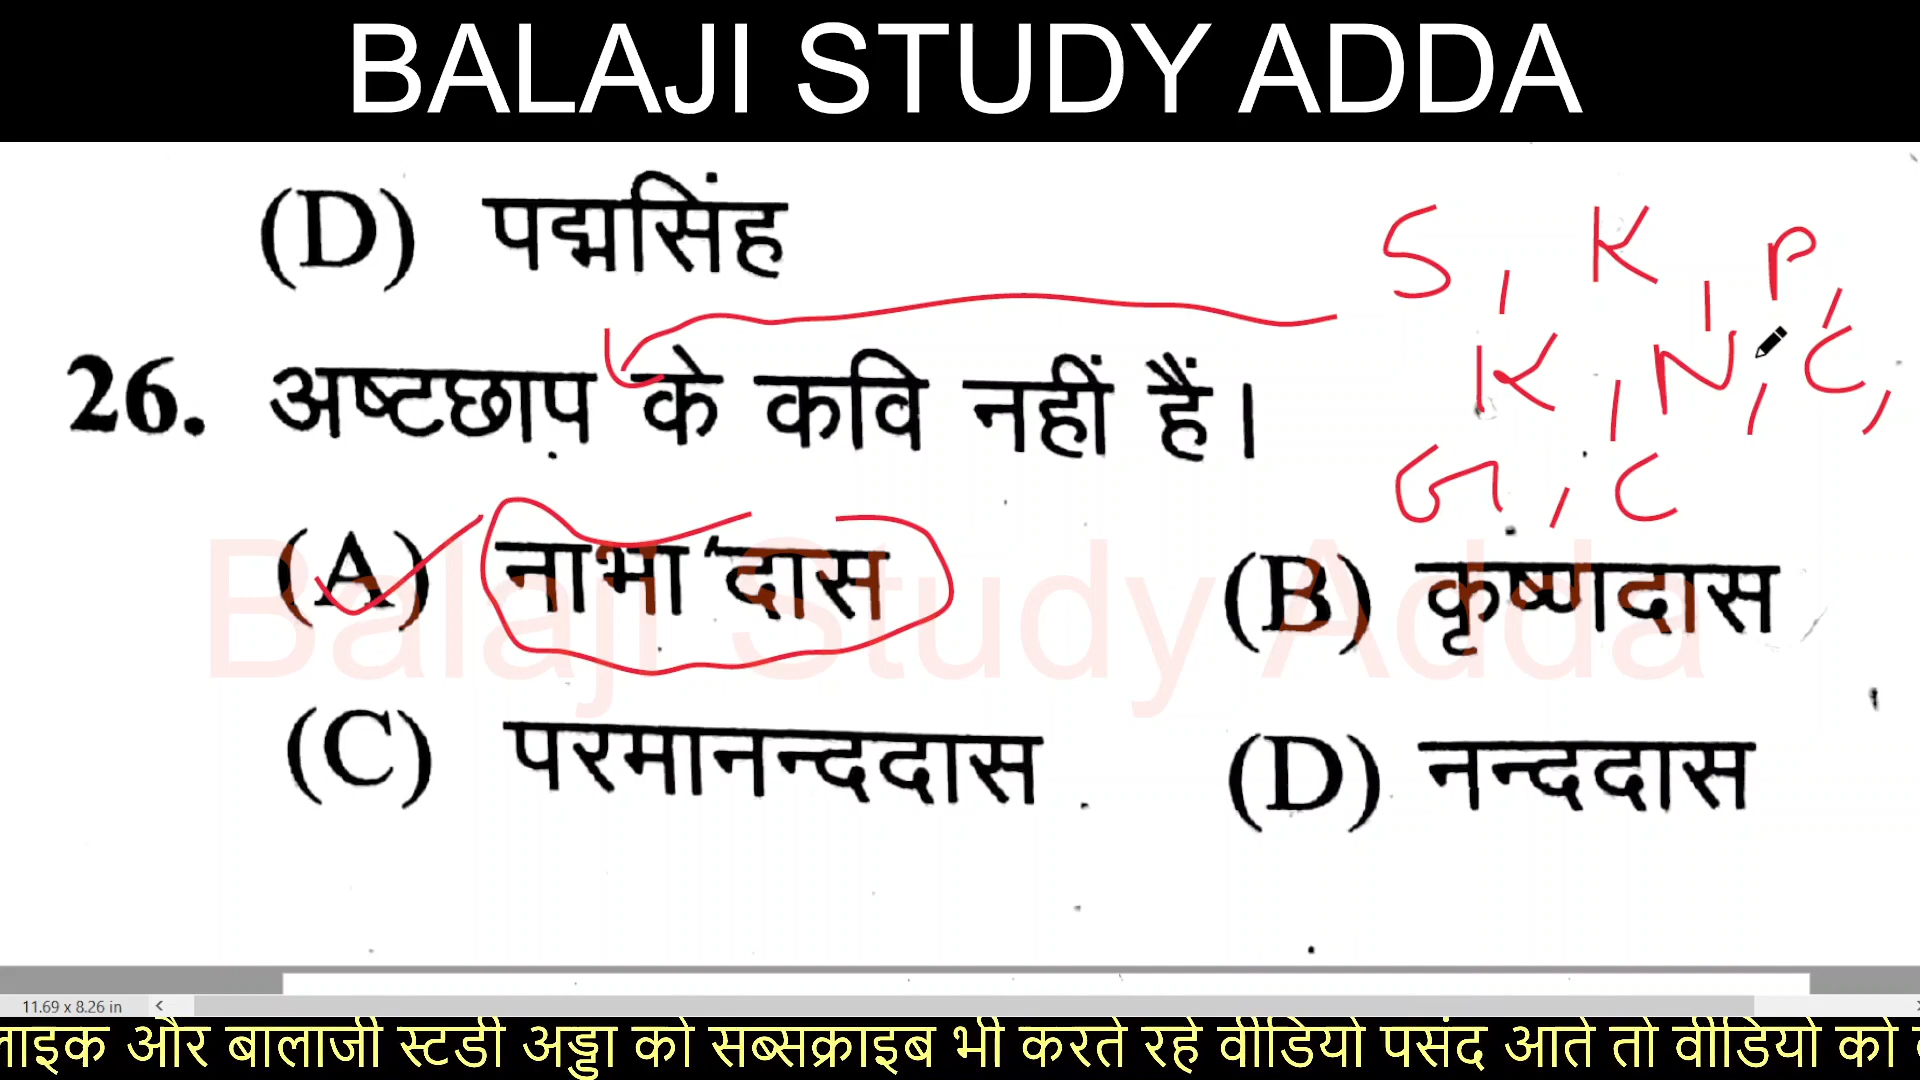 BALAJI STUDY ADDA
(D) पद्मसिंह
S, K, P,
26. अष्टछाप के कवि नहीं हैं।
K, N, C,
G, C
(A) नाभा दास (B) कृष्णदास
Balaji Study Adda
(C) परमानन्ददास (D) नन्ददास
11.69 x 8.26 in
लाइक और बालाजी स्टडी अड्डा को सब्सक्राइब भी करते रहे वीडियो पसंद आते तो वीडियो को